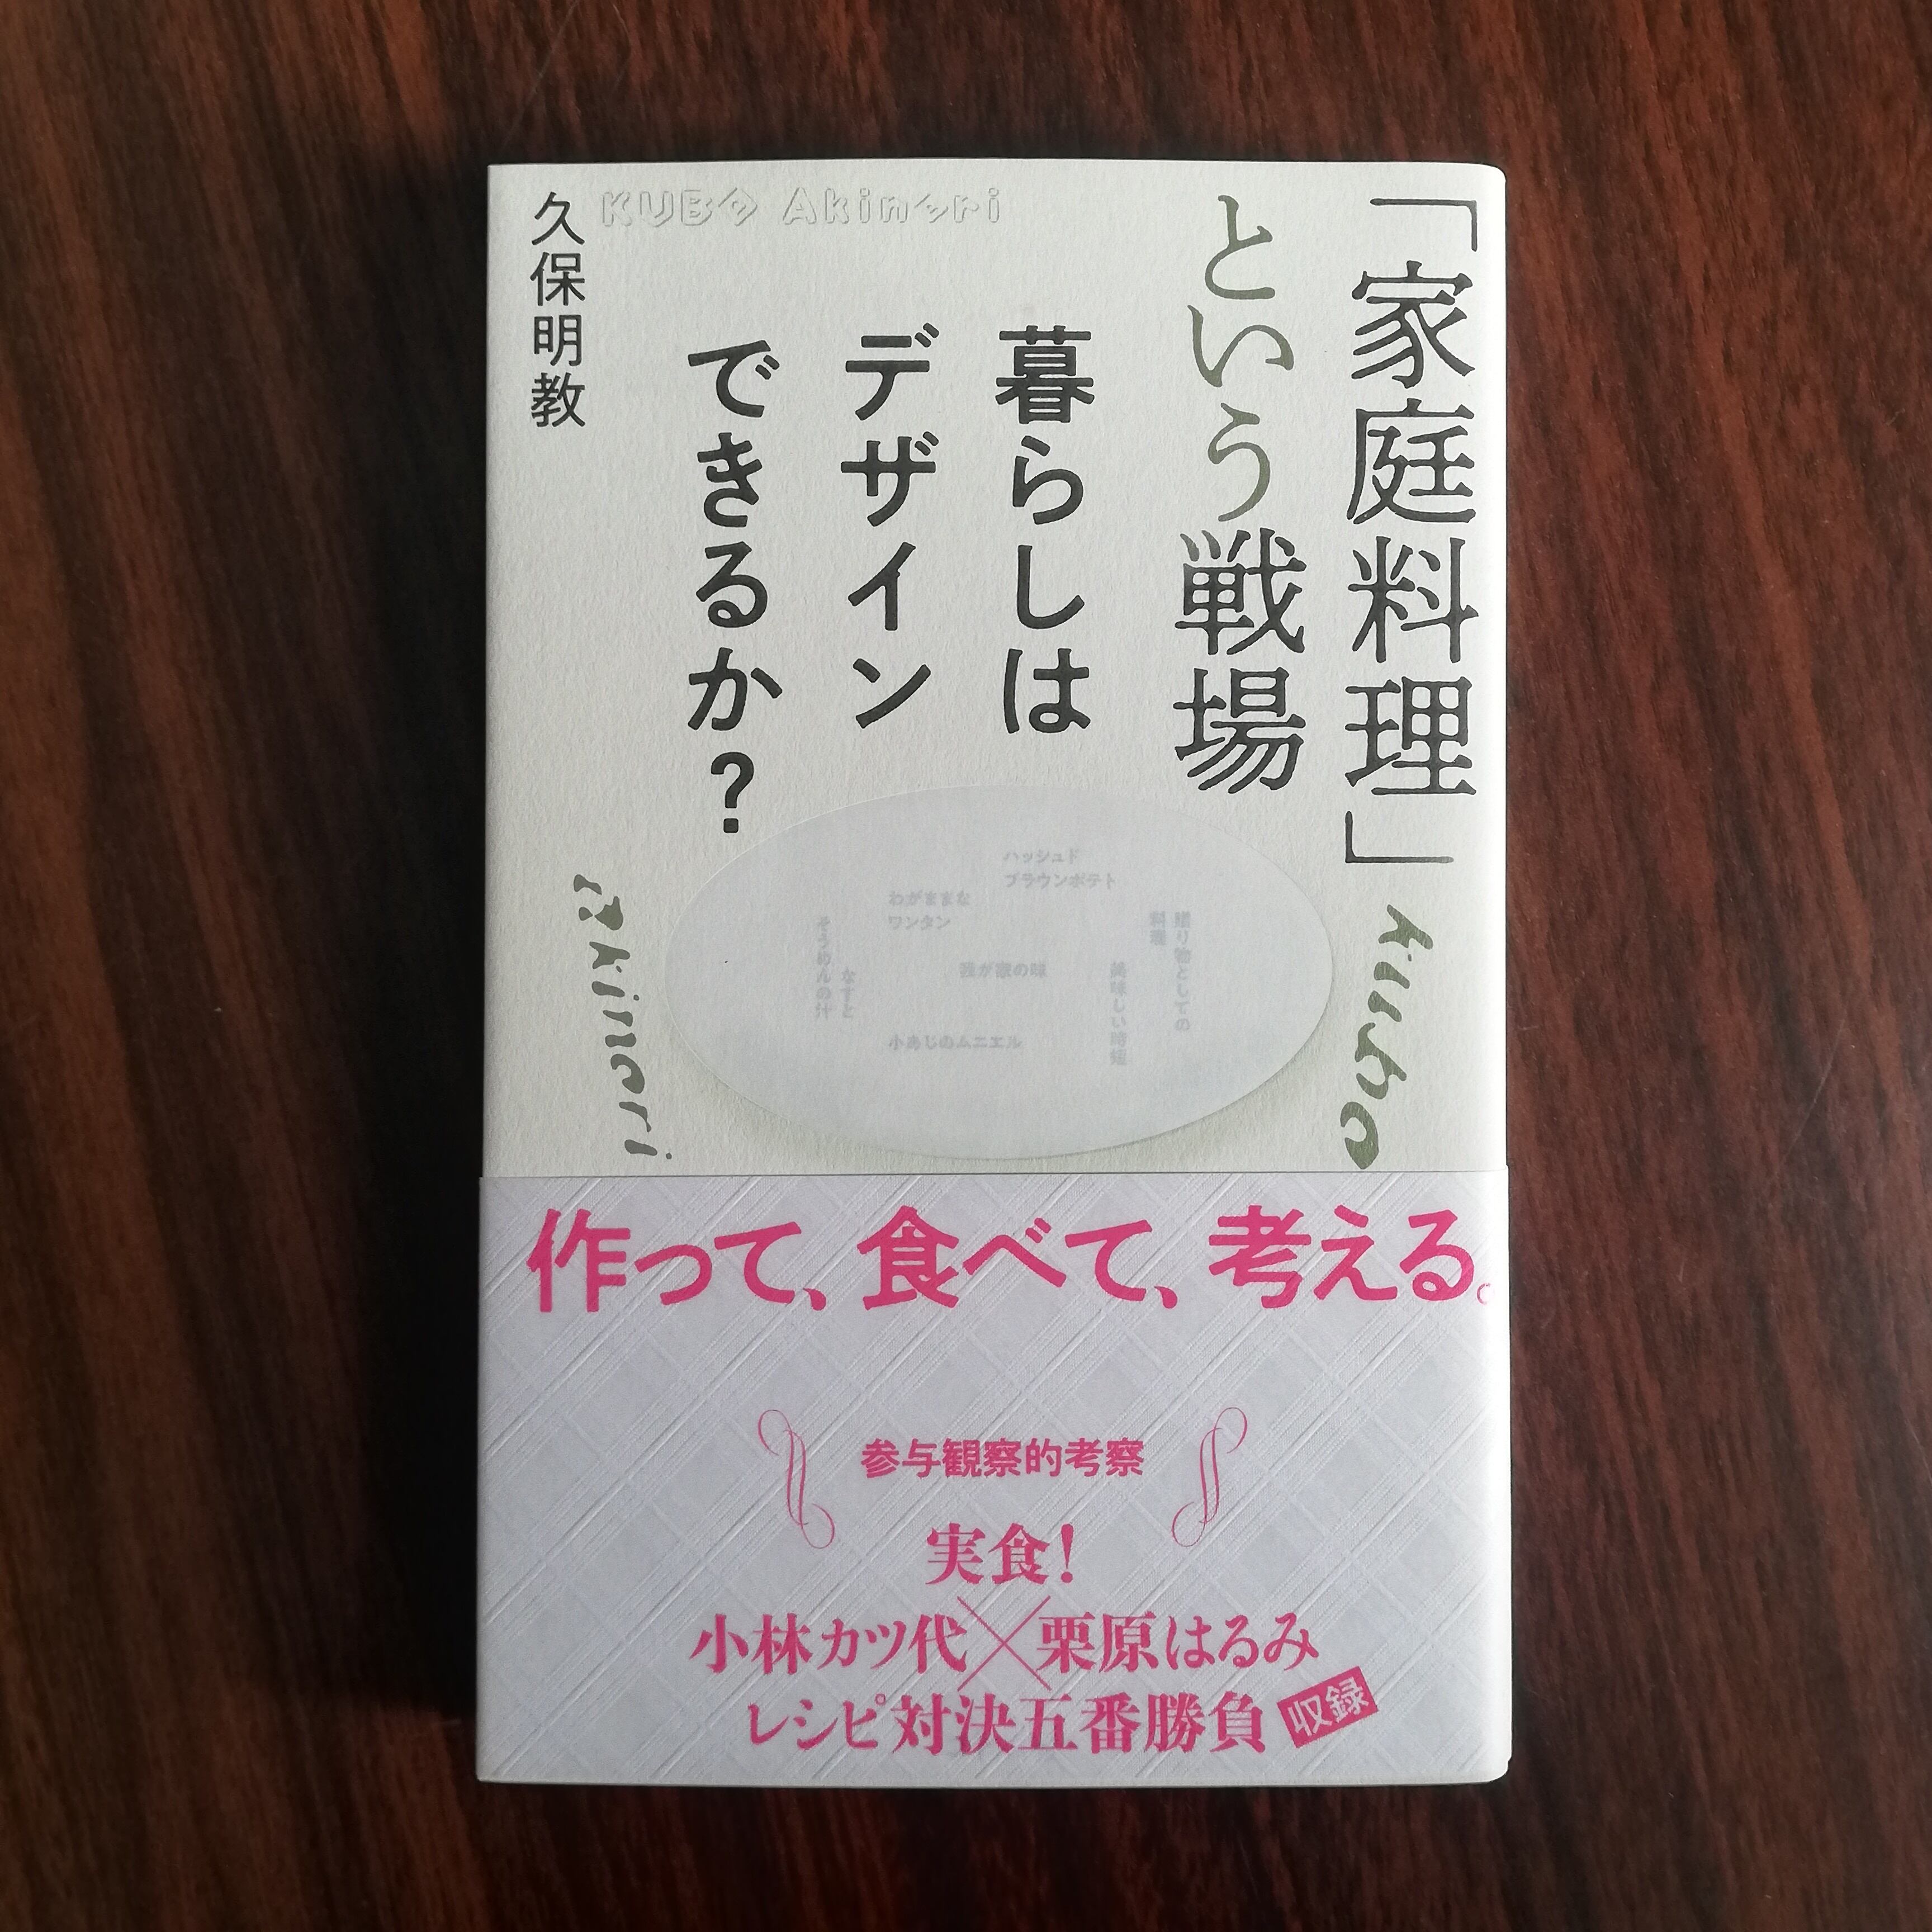 「家庭料理」
という戦場
暮らしは
デザイン
できるか?
久保明教
KUBO Akinori
Kubo
Akinori
ハッシュド
ブラウンポテト
わがままな
ワンタン
贈り物としての
料理
美味しい時短
我が家の味
なすと
そうめんの汁
小あじのムニエル
作って、食べて、考える。
参与観察的考察
実食!
小林カツ代×栗原はるみ
レシピ対決五番勝負 収録